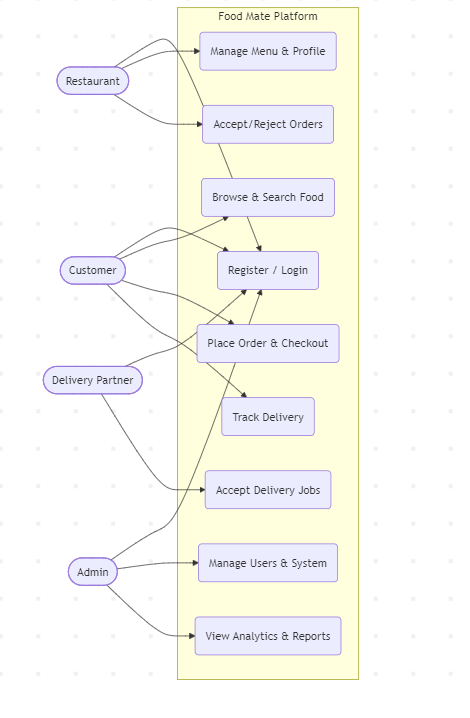 Food Mate Platform
Manage Menu & Profile
Restaurant
Accept/Reject Orders
Browse & Search Food
Customer
Register / Login
Place Order & Checkout
Delivery Partner
Track Delivery
Accept Delivery Jobs
Manage Users & System
Admin
View Analytics & Reports